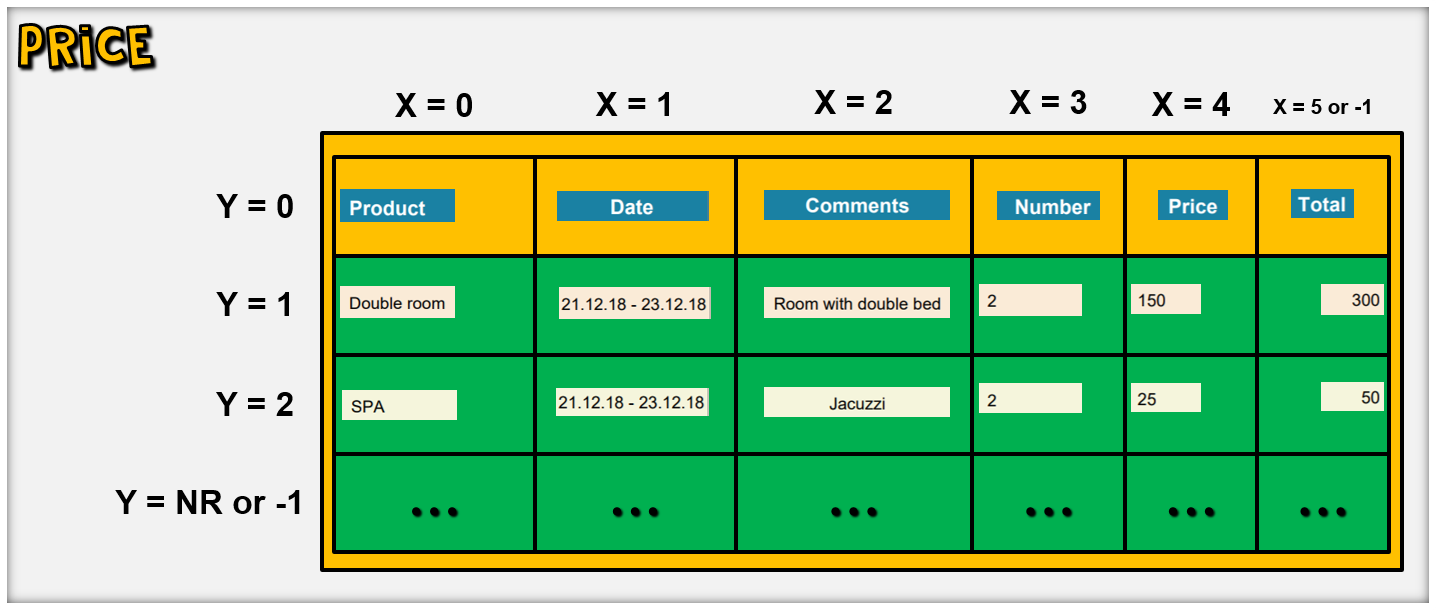 PRiCE
X = 0 X = 1 X = 2 X = 3 X = 4 X = 5 or -1
Y = 0 Product Date Comments Number Price Total
Y = 1 Double room 21.12.18 - 23.12.18 Room with double bed 2 150 300
Y = 2 SPA 21.12.18 - 23.12.18 Jacuzzi 2 25 50
Y = NR or -1 ... ... ... ... ... ...